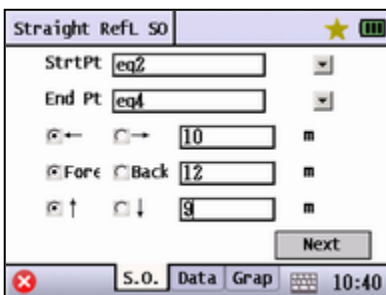 Straight RefL SO
StrtPt eq2
End Pt eq4
← → 10 m
Fore Back 12 m
↑ ↓ 9 m
Next
S.O. Data Grap 10:40